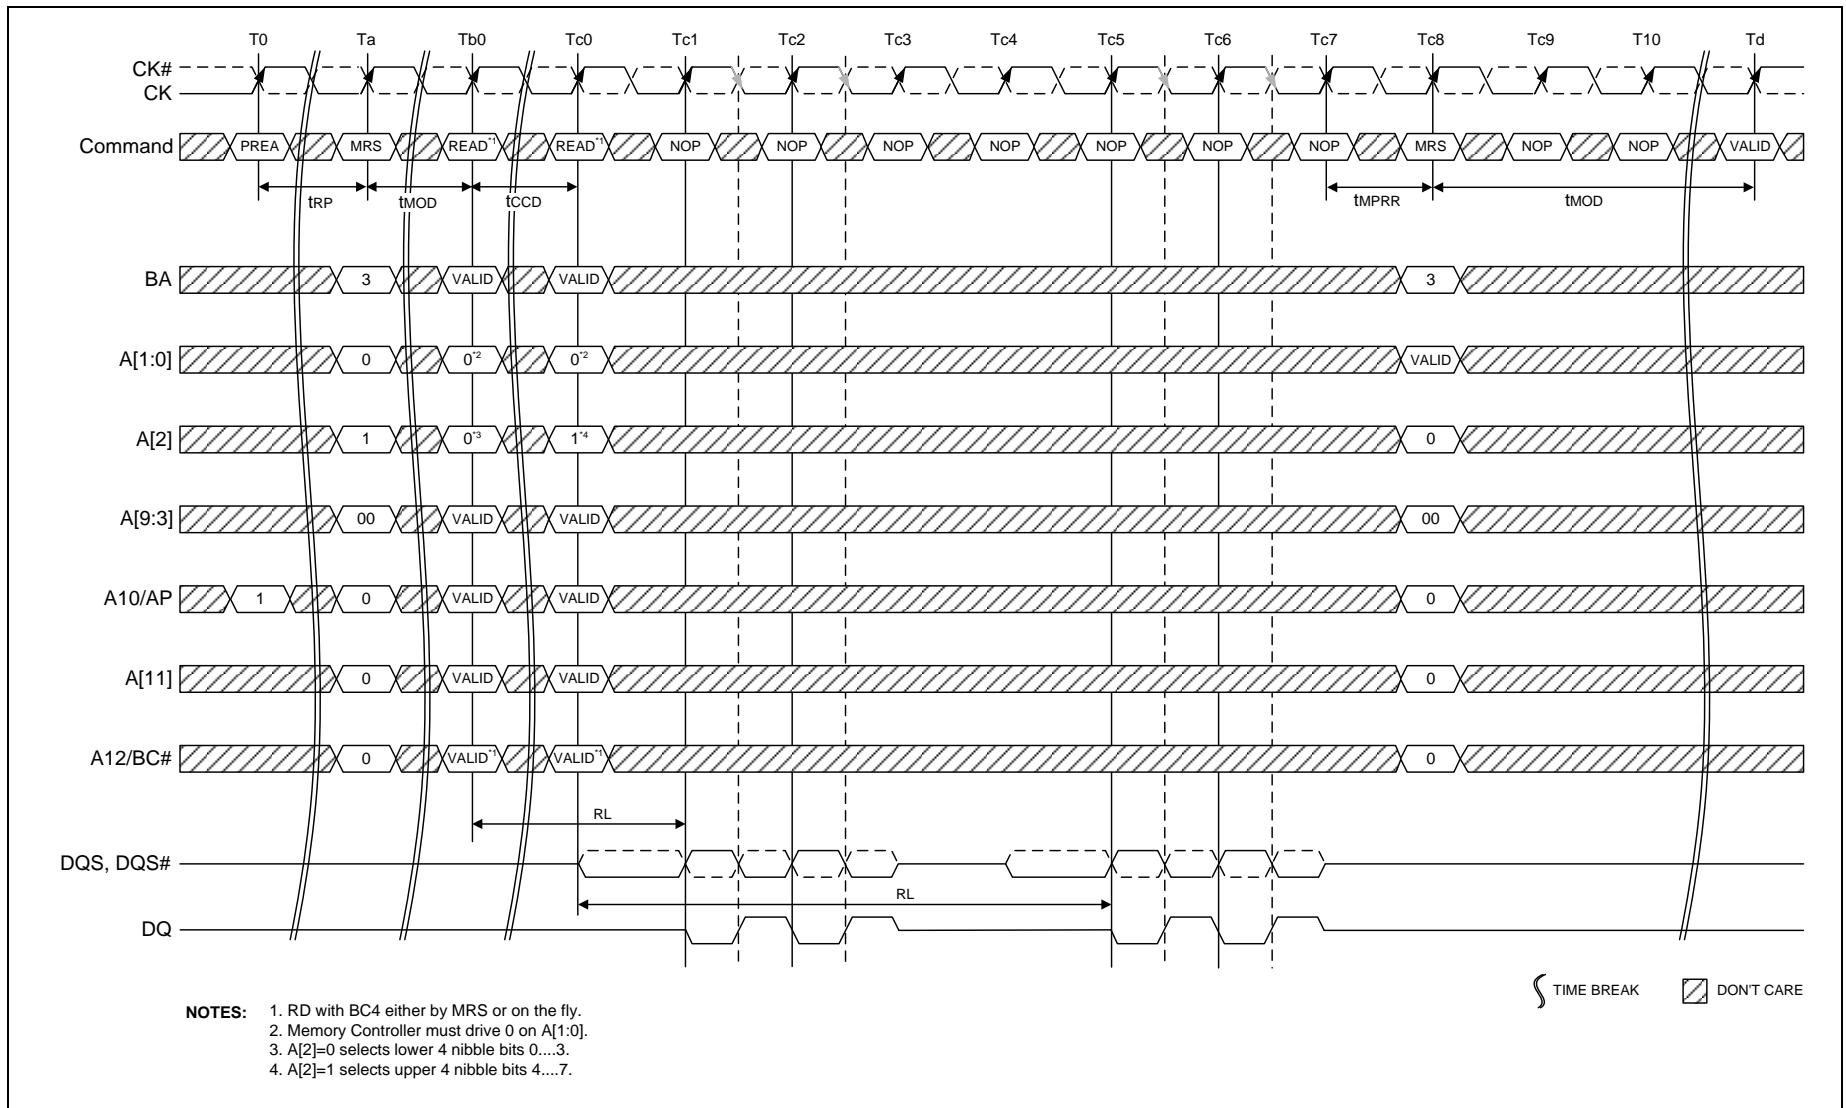 T0 Ta Tb0 Tc0 Tc1 Tc2 Tc3 Tc4 Tc5 Tc6 Tc7 Tc8 Tc9 T10 Td
CK#
CK
Command PREA MRS READ*1 READ*1 NOP NOP NOP NOP NOP NOP NOP MRS NOP NOP VALID
tRP tMOD tCCD tMPRR tMOD
BA 3 VALID VALID 3
A[1:0] 0 0*2 0*2 VALID
A[2] 1 0*3 1*4 0
A[9:3] 00 VALID VALID 00
A10/AP 1 0 VALID VALID 0
A[11] 0 VALID VALID 0
A12/BC# 0 VALID*1 VALID*1 0
RL
DQS, DQS#
RL
DQ
TIME BREAK DON'T CARE
NOTES: 1. RD with BC4 either by MRS or on the fly.
2. Memory Controller must drive 0 on A[1:0].
3. A[2]=0 selects lower 4 nibble bits 0....3.
4. A[2]=1 selects upper 4 nibble bits 4....7.